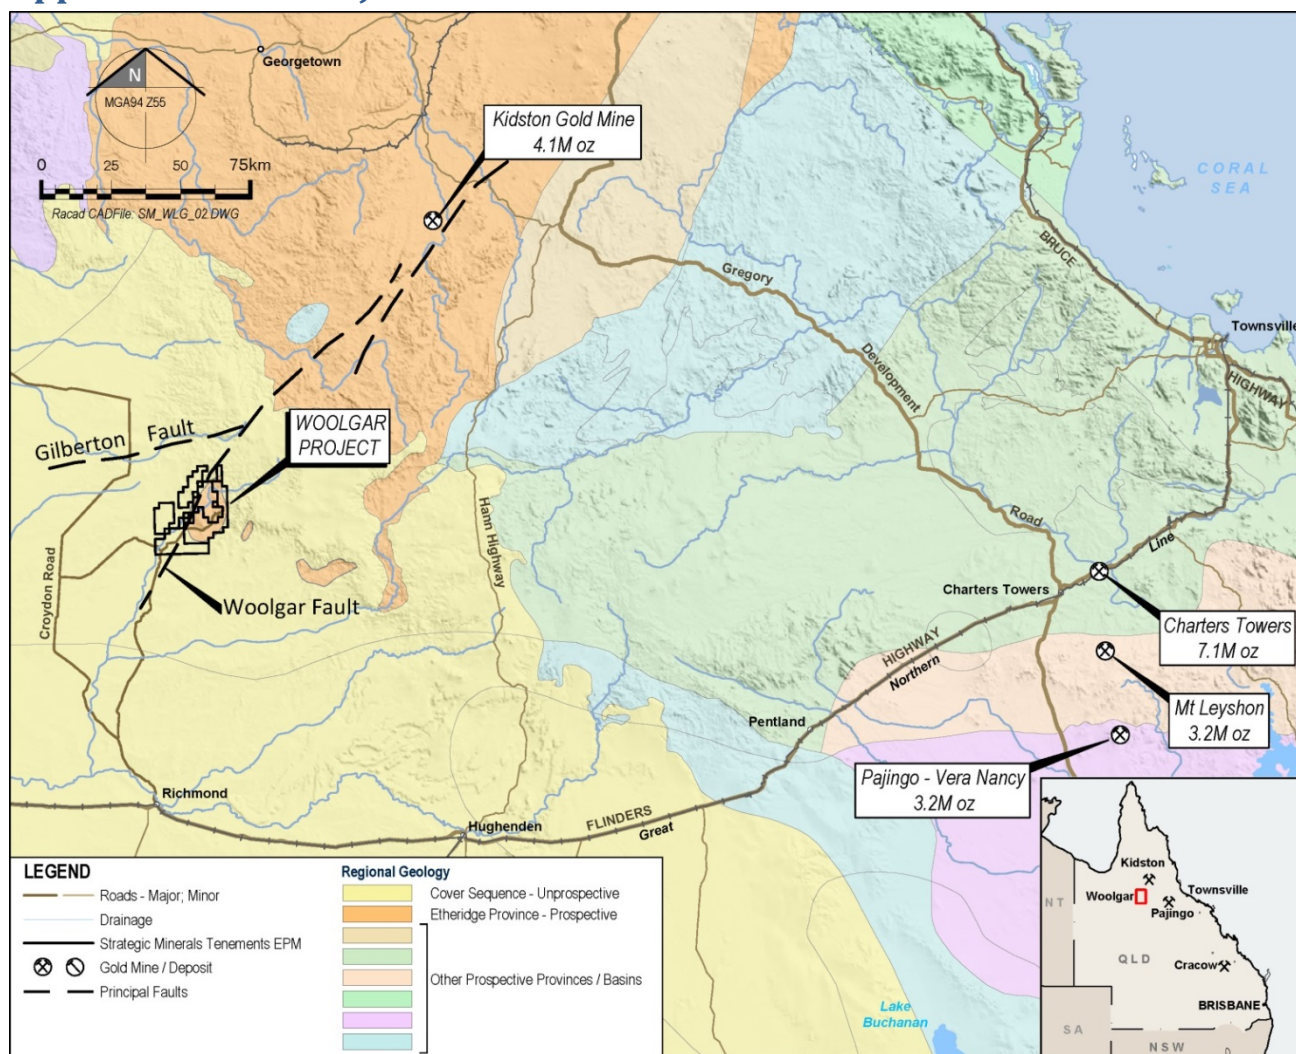 Georgetown
N
MGA94 Z55
0 25 50 75km
Racad CADFile: SM_WLG_02.DWG
Kidston Gold Mine
4.1M oz
CORAL
SEA
BRUCE
Gregory
Townsville
HIGHWAY
Development
WOOLGAR
PROJECT
Gilberton Fault
Hann Highway
Road
Line
Croydon Road
Woolgar Fault
Charters Towers
Charters Towers
7.1M oz
HIGHWAY
Northern
Mt Leyshon
3.2M oz
Pentland
Pajingo - Vera Nancy
3.2M oz
Richmond
Hughenden
FLINDERS
Great
LEGEND
Roads - Major; Minor
Drainage
Strategic Minerals Tenements EPM
Gold Mine / Deposit
Principal Faults
Regional Geology
Cover Sequence - Unprospective
Etheridge Province - Prospective
Other Prospective Provinces / Basins
Lake
Buchanan
Kidston
Woolgar
Townsville
Pajingo
NT
QLD
Cracow
BRISBANE
SA
NSW